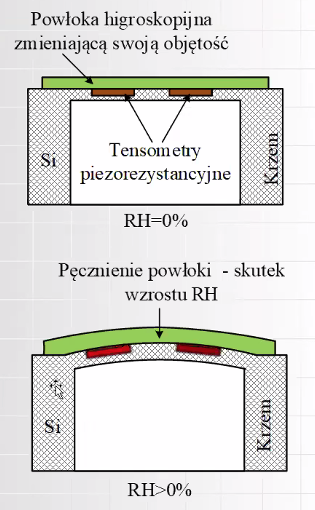 Powłoka higroskopijna
zmieniającą swoją objętość
Si
Tensometry
piezorezystancyjne
Krzem
RH=0%
Pęcznienie powłoki - skutek
wzrostu RH
Si
Krzem
RH>0%